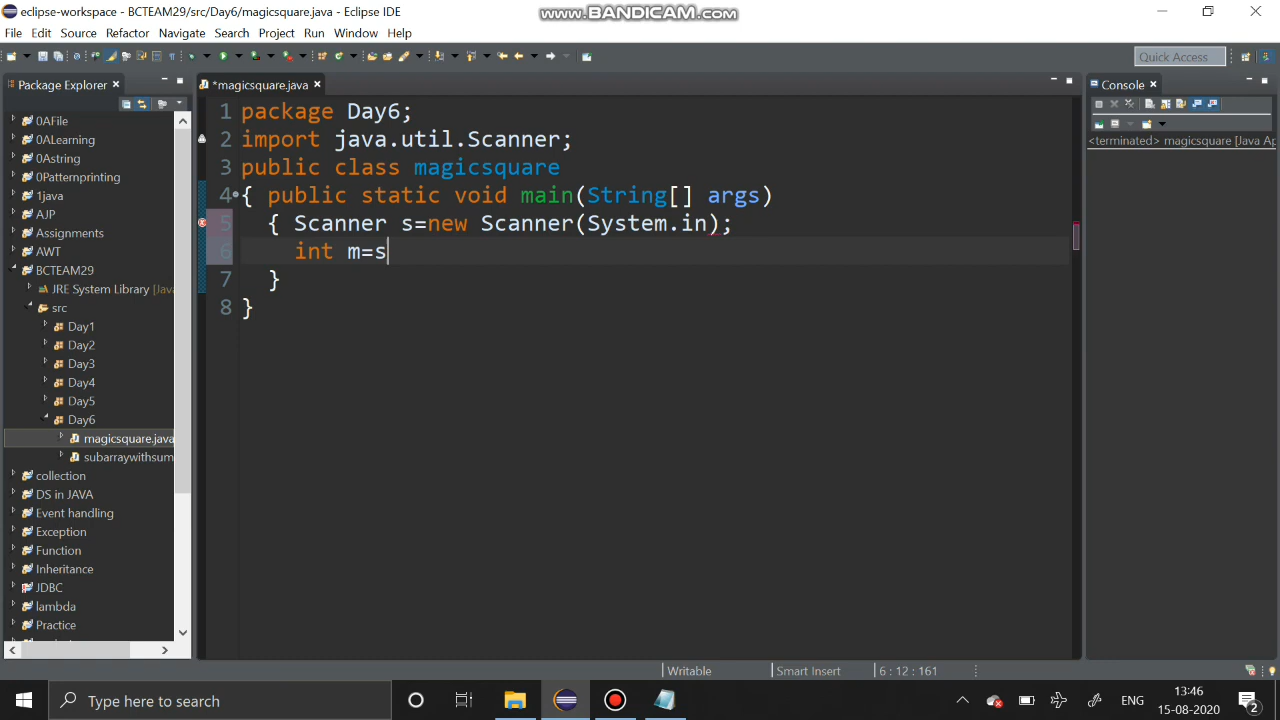 eclipse-workspace - BCTEAM29/src/Day6/magicsquare.java - Eclipse IDE
www.BANDICAM.com
File Edit Source Refactor Navigate Search Project Run Window Help
Quick Access
Package Explorer
*magicsquare.java
Console
<terminated> magicsquare [Java Ap
0AFile
0ALearning
0Astring
0Patternprinting
1java
AJP
Assignments
AWT
BCTEAM29
JRE System Library [Java
src
Day1
Day2
Day3
Day4
Day5
Day6
magicsquare.java
subarraywithsum
collection
DS in JAVA
Event handling
Exception
Function
Inheritance
JDBC
lambda
Practice
1 package Day6;
2 import java.util.Scanner;
3 public class magicsquare
4 { public static void main(String[] args)
5 { Scanner s=new Scanner(System.in);
6 int m=s
7 }
8 }
Writable Smart Insert 6 : 12 : 161
Type here to search
ENG
13:46
15-08-2020
2